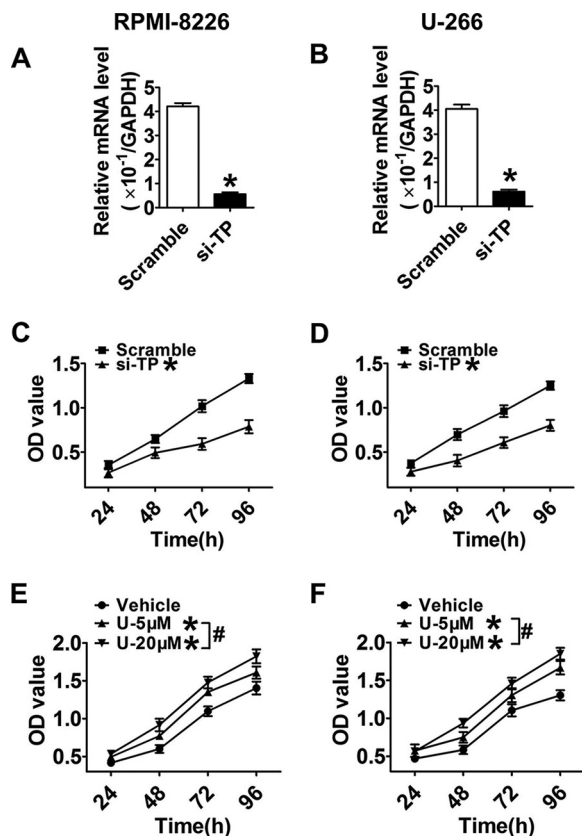 RPMI-8226
U-266
A
Relative mRNA level
(×10⁻¹/GAPDH)
5
4
3
2
1
0
*
Scramble
si-TP
B
Relative mRNA level
(×10⁻¹/GAPDH)
5
4
3
2
1
0
*
Scramble
si-TP
C
Scramble
si-TP *
OD value
1.5
1.0
0.5
24
48
72
96
Time(h)
D
Scramble
si-TP *
OD value
1.5
1.0
0.5
24
48
72
96
Time(h)
E
Vehicle
U-5µM *
U-20µM *
#
OD value
2.0
1.5
1.0
0.5
24
48
72
96
Time(h)
F
Vehicle
U-5µM *
U-20µM *
#
OD value
2.0
1.5
1.0
0.5
24
48
72
96
Time(h)